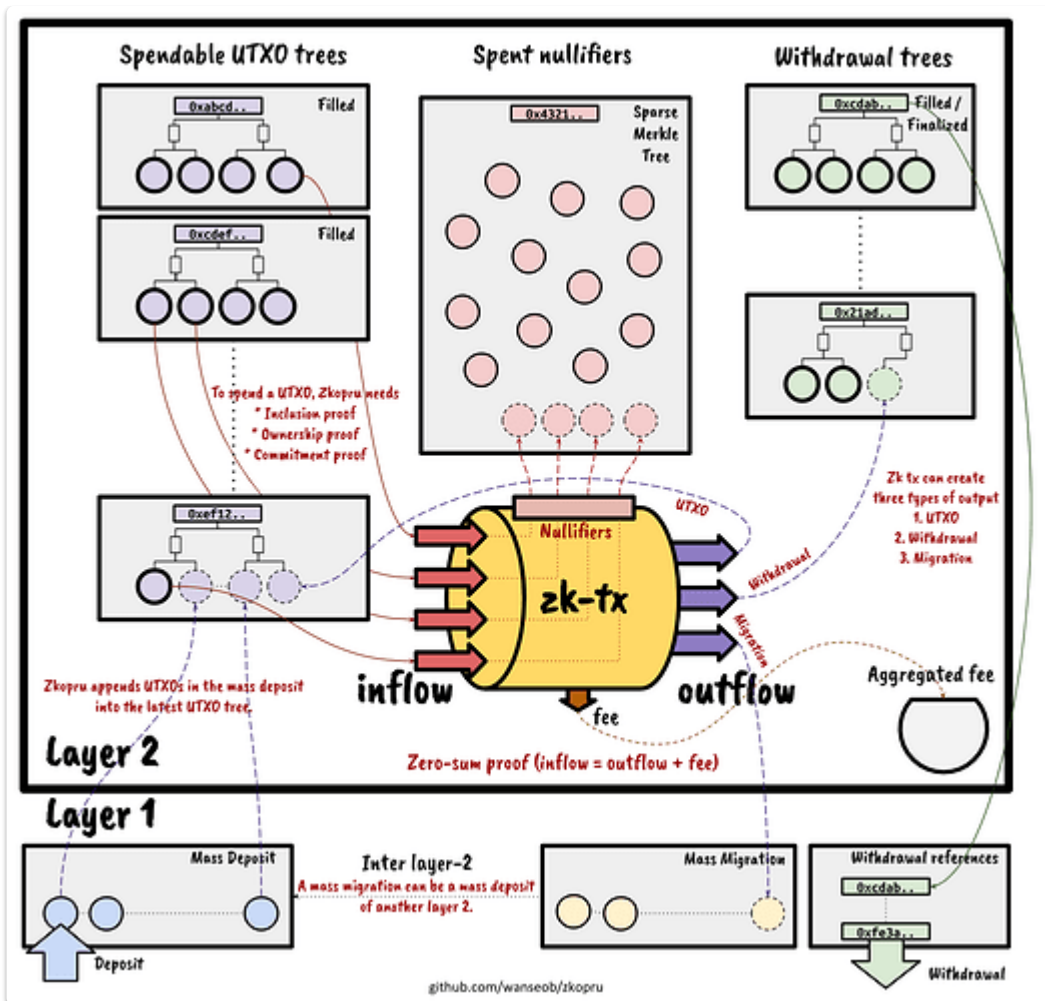 Spendable UTXO trees
Spent nullifiers
Withdrawal trees
0xabcd..
Filled
0x4321..
Sparse
Merkle
Tree
0xcdab..
Filled /
Finalized
0xcdef..
Filled
0x21ad..
To spend a UTXO, Zkopru needs
* Inclusion proof
* Ownership proof
* Commitment proof
0xef12..
Nullifiers
UTXO
Zk tx can create
three types of output
1. UTXO
2. Withdrawal
3. Migration
Withdrawal
zk-tx
Migration
Zkopru appends UTXOs in the mass deposit
into the latest UTXO tree.
inflow
outflow
fee
Aggregated fee
Zero-sum proof (inflow = outflow + fee)
Layer 2
Layer 1
Mass Deposit
Inter layer-2
A mass migration can be a mass deposit
of another layer 2.
Mass Migration
Withdrawal references
0xcdab..
0xfe3a..
Deposit
Withdrawal
github.com/wanseob/zkopru